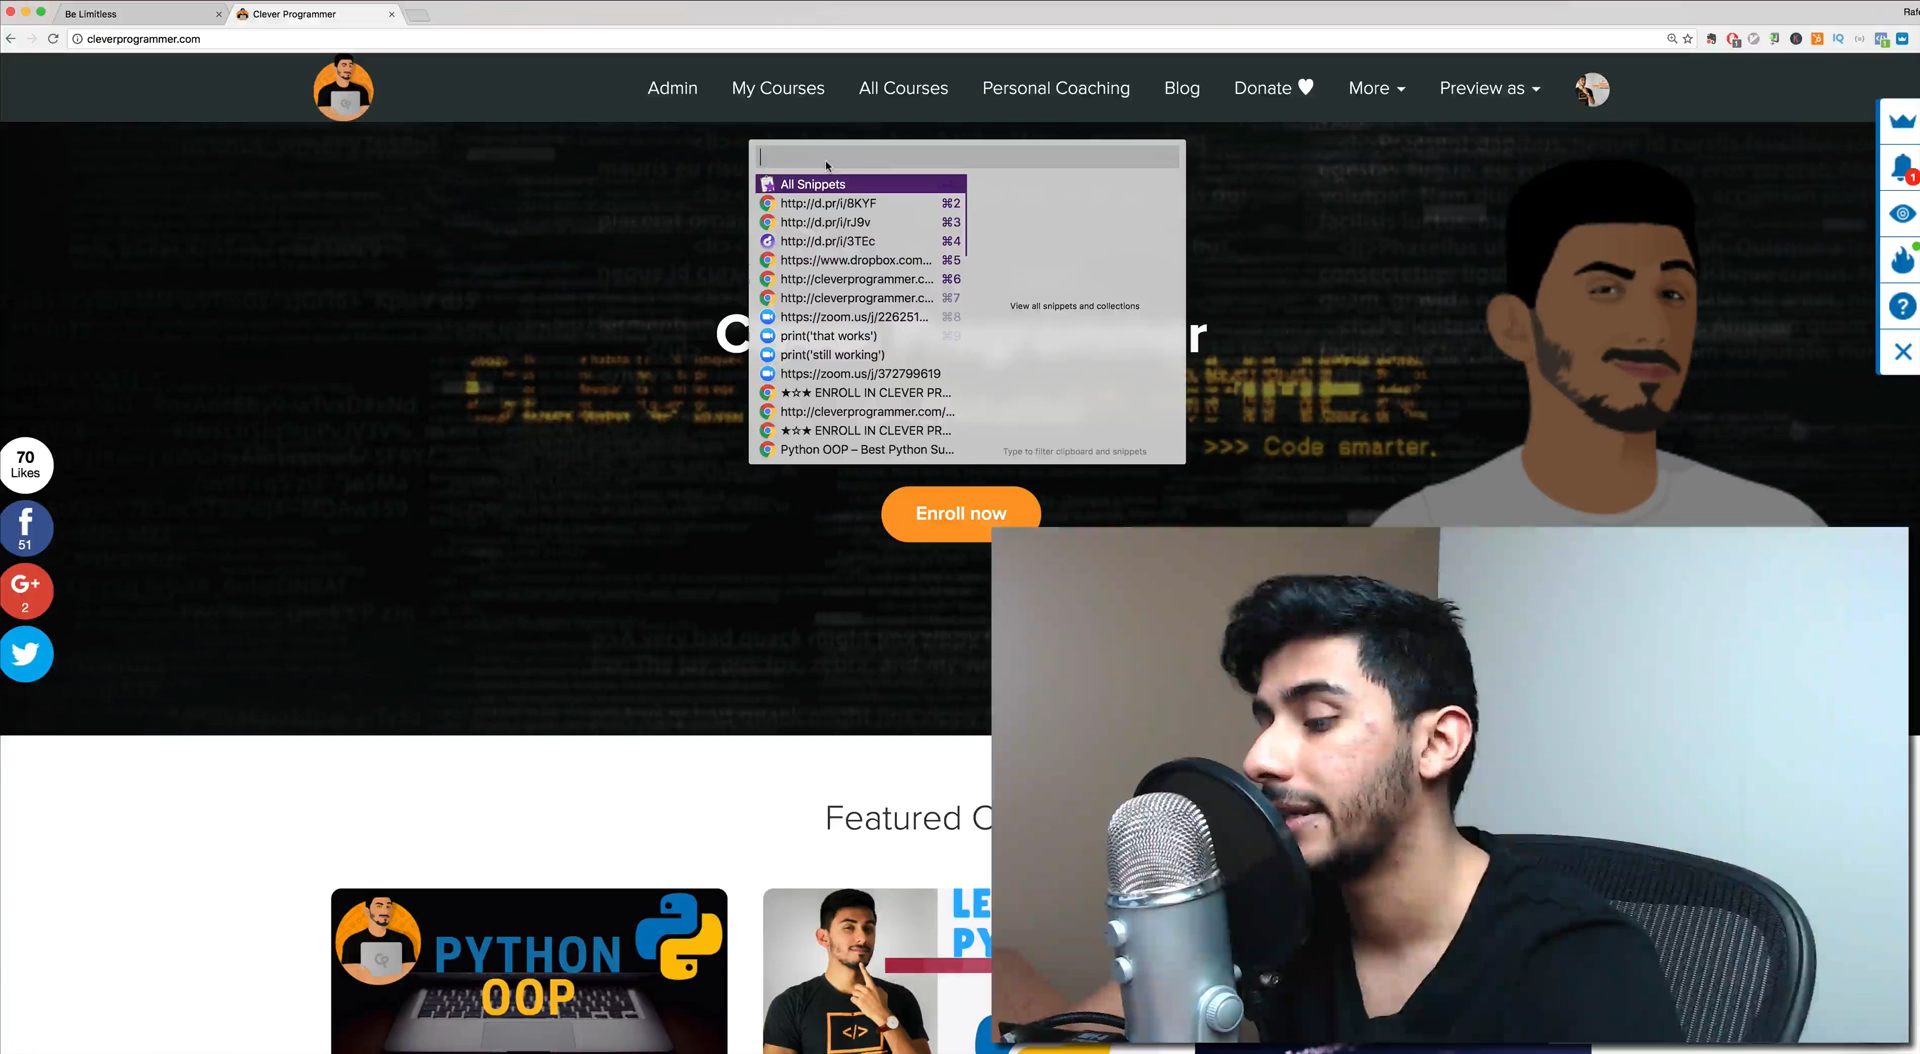 Be Limitless
Clever Programmer
Raf
cleverprogrammer.com
Admin
My Courses
All Courses
Personal Coaching
Blog
Donate
More
Preview as
All Snippets
http://d.pr/i/8KYF ⌘2
http://d.pr/i/rJ9v ⌘3
http://d.pr/i/3TEc ⌘4
https://www.dropbox.com... ⌘5
http://cleverprogrammer.c... ⌘6
http://cleverprogrammer.c... ⌘7
https://zoom.us/j/226251... ⌘8
print('that works') ⌘9
print('still working')
https://zoom.us/j/372799619
★☆★ ENROLL IN CLEVER PR...
http://cleverprogrammer.com/...
★☆★ ENROLL IN CLEVER PR...
Python OOP – Best Python Su...
View all snippets and collections
Type to filter clipboard and snippets
C
r
>>> Code smarter.
Enroll now
70
Likes
51
G+
2
1
Featured C
PYTHON
OOP
LE
PY